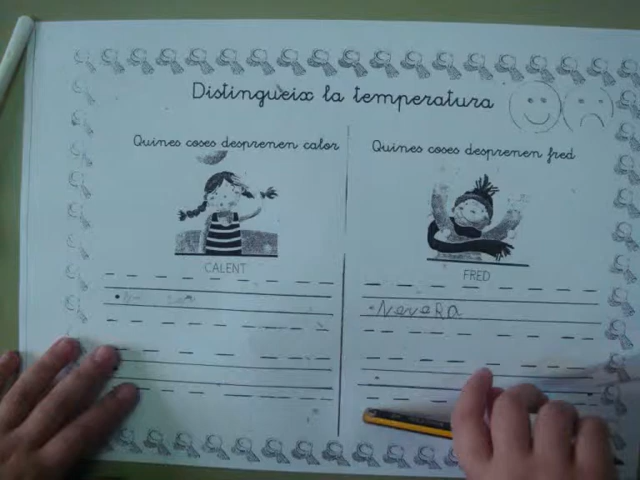 Distingueix la temperatura
Quines coses desprenen calor
CALENT
Quines coses desprenen fred
FRED
NeveRa